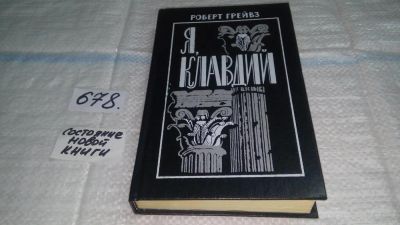 РОБЕРТ ГРЕЙВЗ
Я,
КЛАВДИЙ
678.
СОСТОЯНИЕ
НОВОЙ
КНИГИ